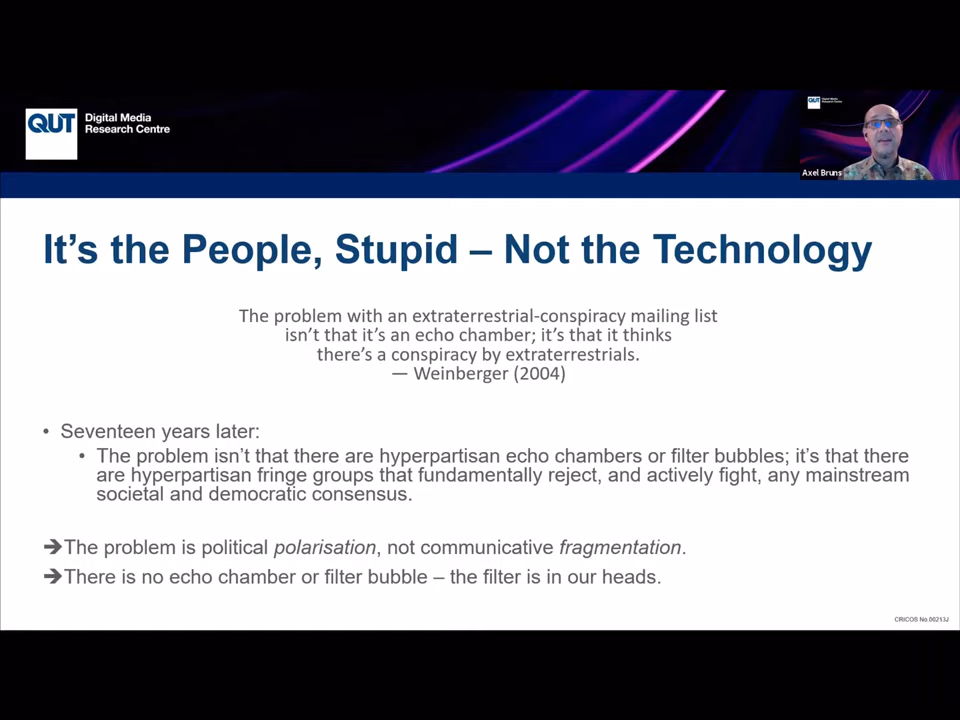 QUT
Digital Media
Research Centre
Axel Bruns
It's the People, Stupid – Not the Technology
The problem with an extraterrestrial-conspiracy mailing list
isn't that it's an echo chamber; it's that it thinks
there's a conspiracy by extraterrestrials.
— Weinberger (2004)
• Seventeen years later:
• The problem isn't that there are hyperpartisan echo chambers or filter bubbles; it's that there
are hyperpartisan fringe groups that fundamentally reject, and actively fight, any mainstream
societal and democratic consensus.
➔The problem is political polarisation, not communicative fragmentation.
➔There is no echo chamber or filter bubble – the filter is in our heads.
CRICOS No.00213J